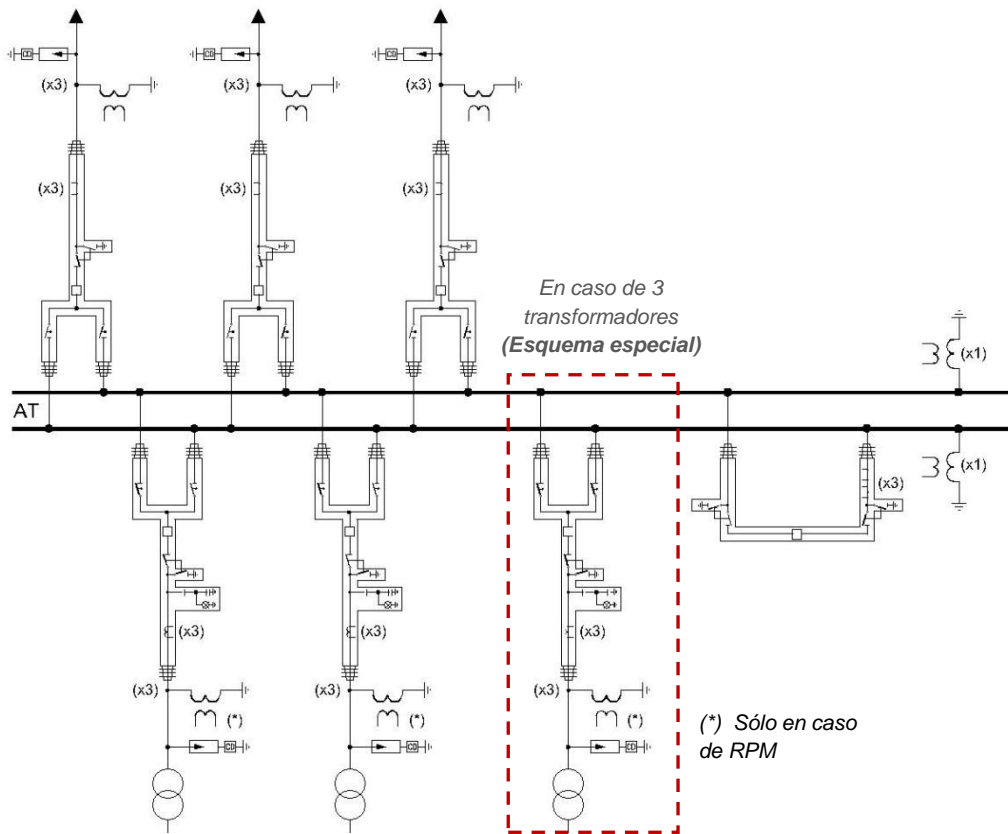 (x3) (x3) (x3)
(x3) (x3) (x3)
En caso de 3
transformadores
(Esquema especial)
(x1)
AT
(x1)
(x3)
(x3) (x3) (x3)
(x3) (x3) (x3)
(*) (*) (*)
(*) Sólo en caso
de RPM